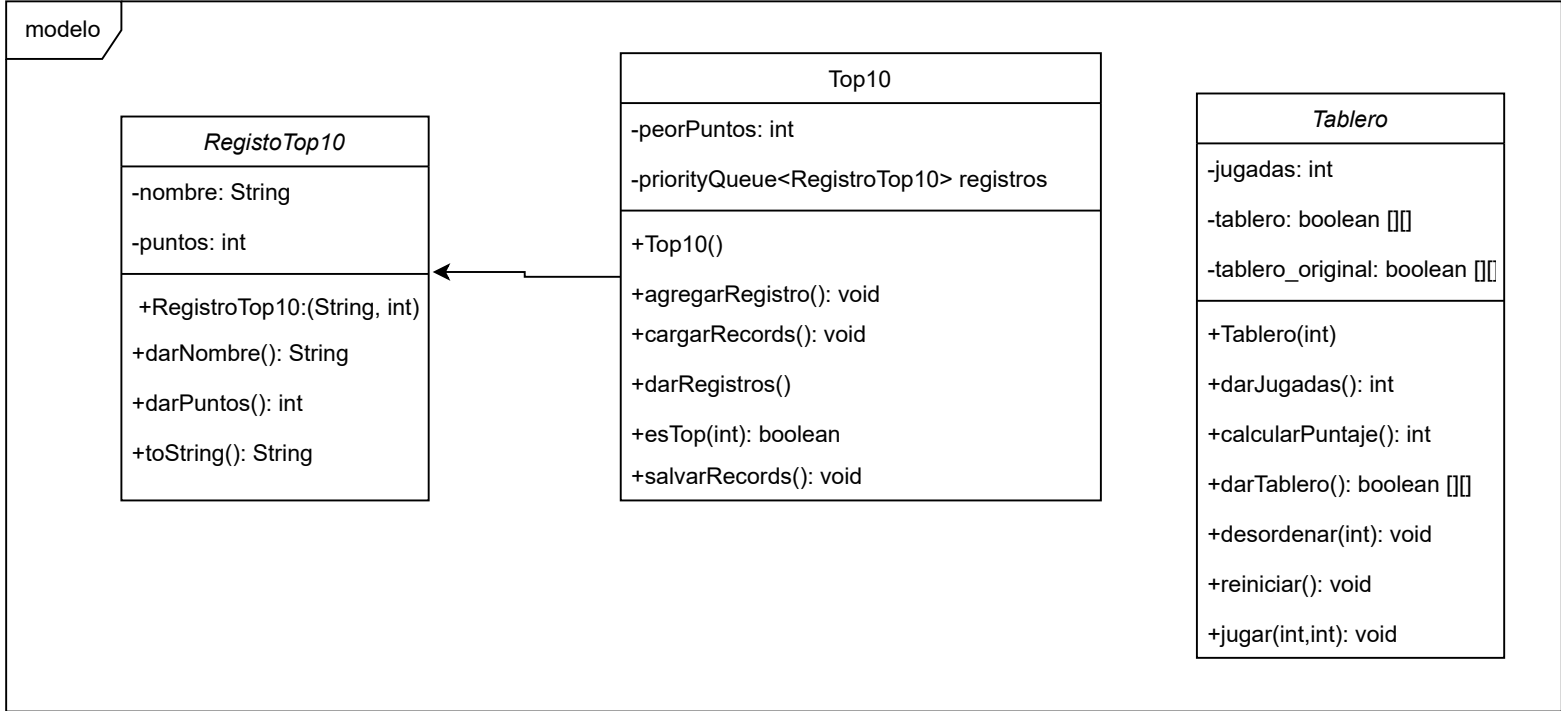 modelo
RegistoTop10
-nombre: String
-puntos: int
+RegistroTop10:(String, int)
+darNombre(): String
+darPuntos(): int
+toString(): String
Top10
-peorPuntos: int
-priorityQueue<RegistroTop10> registros
+Top10()
+agregarRegistro(): void
+cargarRecords(): void
+darRegistros()
+esTop(int): boolean
+salvarRecords(): void
Tablero
-jugadas: int
-tablero: boolean [][]
-tablero_original: boolean [][]
+Tablero(int)
+darJugadas(): int
+calcularPuntaje(): int
+darTablero(): boolean [][]
+desordenar(int): void
+reiniciar(): void
+jugar(int,int): void